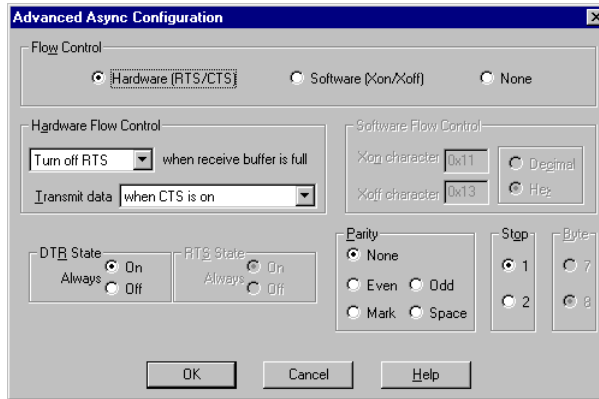 Advanced Async Configuration
Flow Control
Hardware (RTS/CTS) Software (Xon/Xoff) None
Hardware Flow Control
Turn off RTS when receive buffer is full
Transmit data when CTS is on
Software Flow Control
Xon character 0x11
Xoff character 0x13
Decimal
Hex
DTR State
Always On
Off
RTS State
Always On
Off
Parity
None
Even Odd
Mark Space
Stop
1
2
Byte
7
8
OK Cancel Help